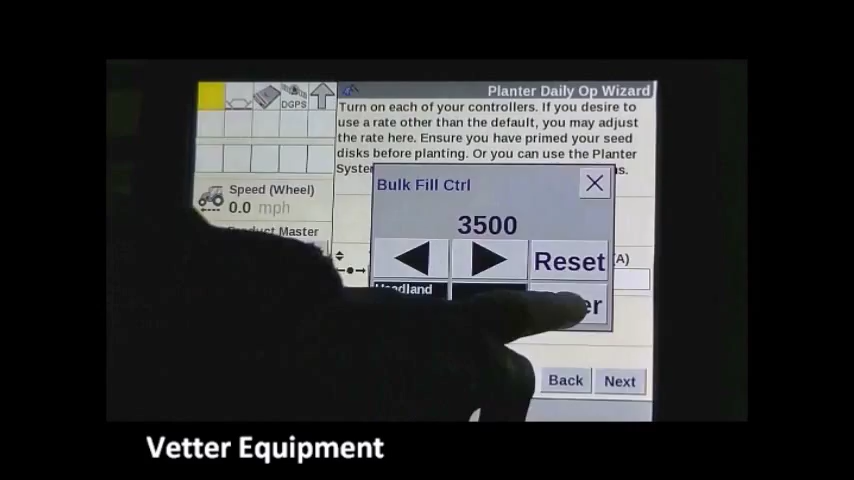 Planter Daily Op Wizard
DGPS
Turn on each of your controllers. If you desire to
use a rate other than the default, you may adjust
the rate here. Ensure you have primed your seed
disks before planting. Or you can use the Planter
Speed (Wheel)
0.0 mph
Product Master
Bulk Fill Ctrl
3500
Reset
(A)
Back
Next
Vetter Equipment